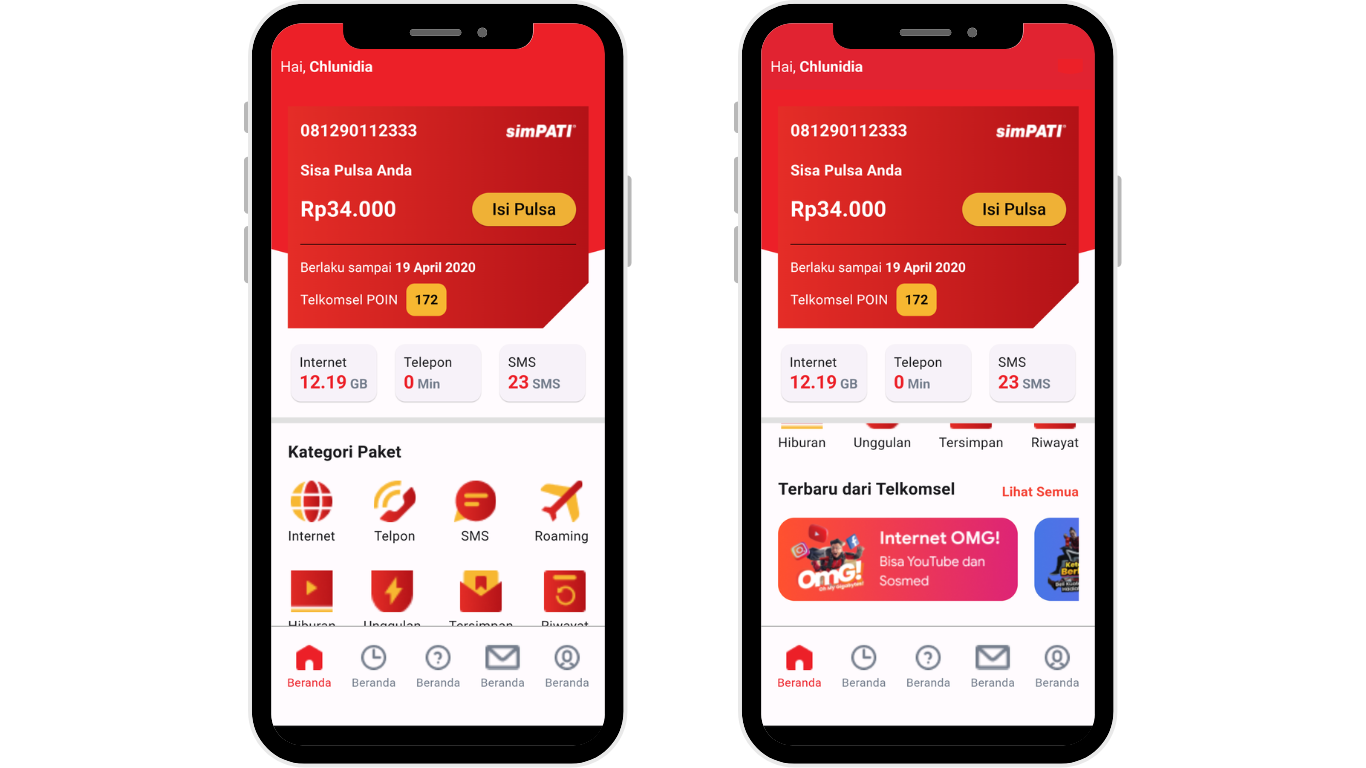 Hai, Chlunidia
081290112333 simPATI
Sisa Pulsa Anda
Rp34.000 Isi Pulsa
Berlaku sampai 19 April 2020
Telkomsel POIN 172
Internet Telepon SMS
12.19 GB 0 Min 23 SMS
Kategori Paket
Internet Telpon SMS Roaming
Hiburan Unggulan Tersimpan Riwayat
Beranda Beranda Beranda Beranda Beranda
Hai, Chlunidia
081290112333 simPATI
Sisa Pulsa Anda
Rp34.000 Isi Pulsa
Berlaku sampai 19 April 2020
Telkomsel POIN 172
Internet Telepon SMS
12.19 GB 0 Min 23 SMS
Hiburan Unggulan Tersimpan Riwayat
Terbaru dari Telkomsel Lihat Semua
OMG!
Internet OMG!
Bisa YouTube dan
Sosmed
Beranda Beranda Beranda Beranda Beranda